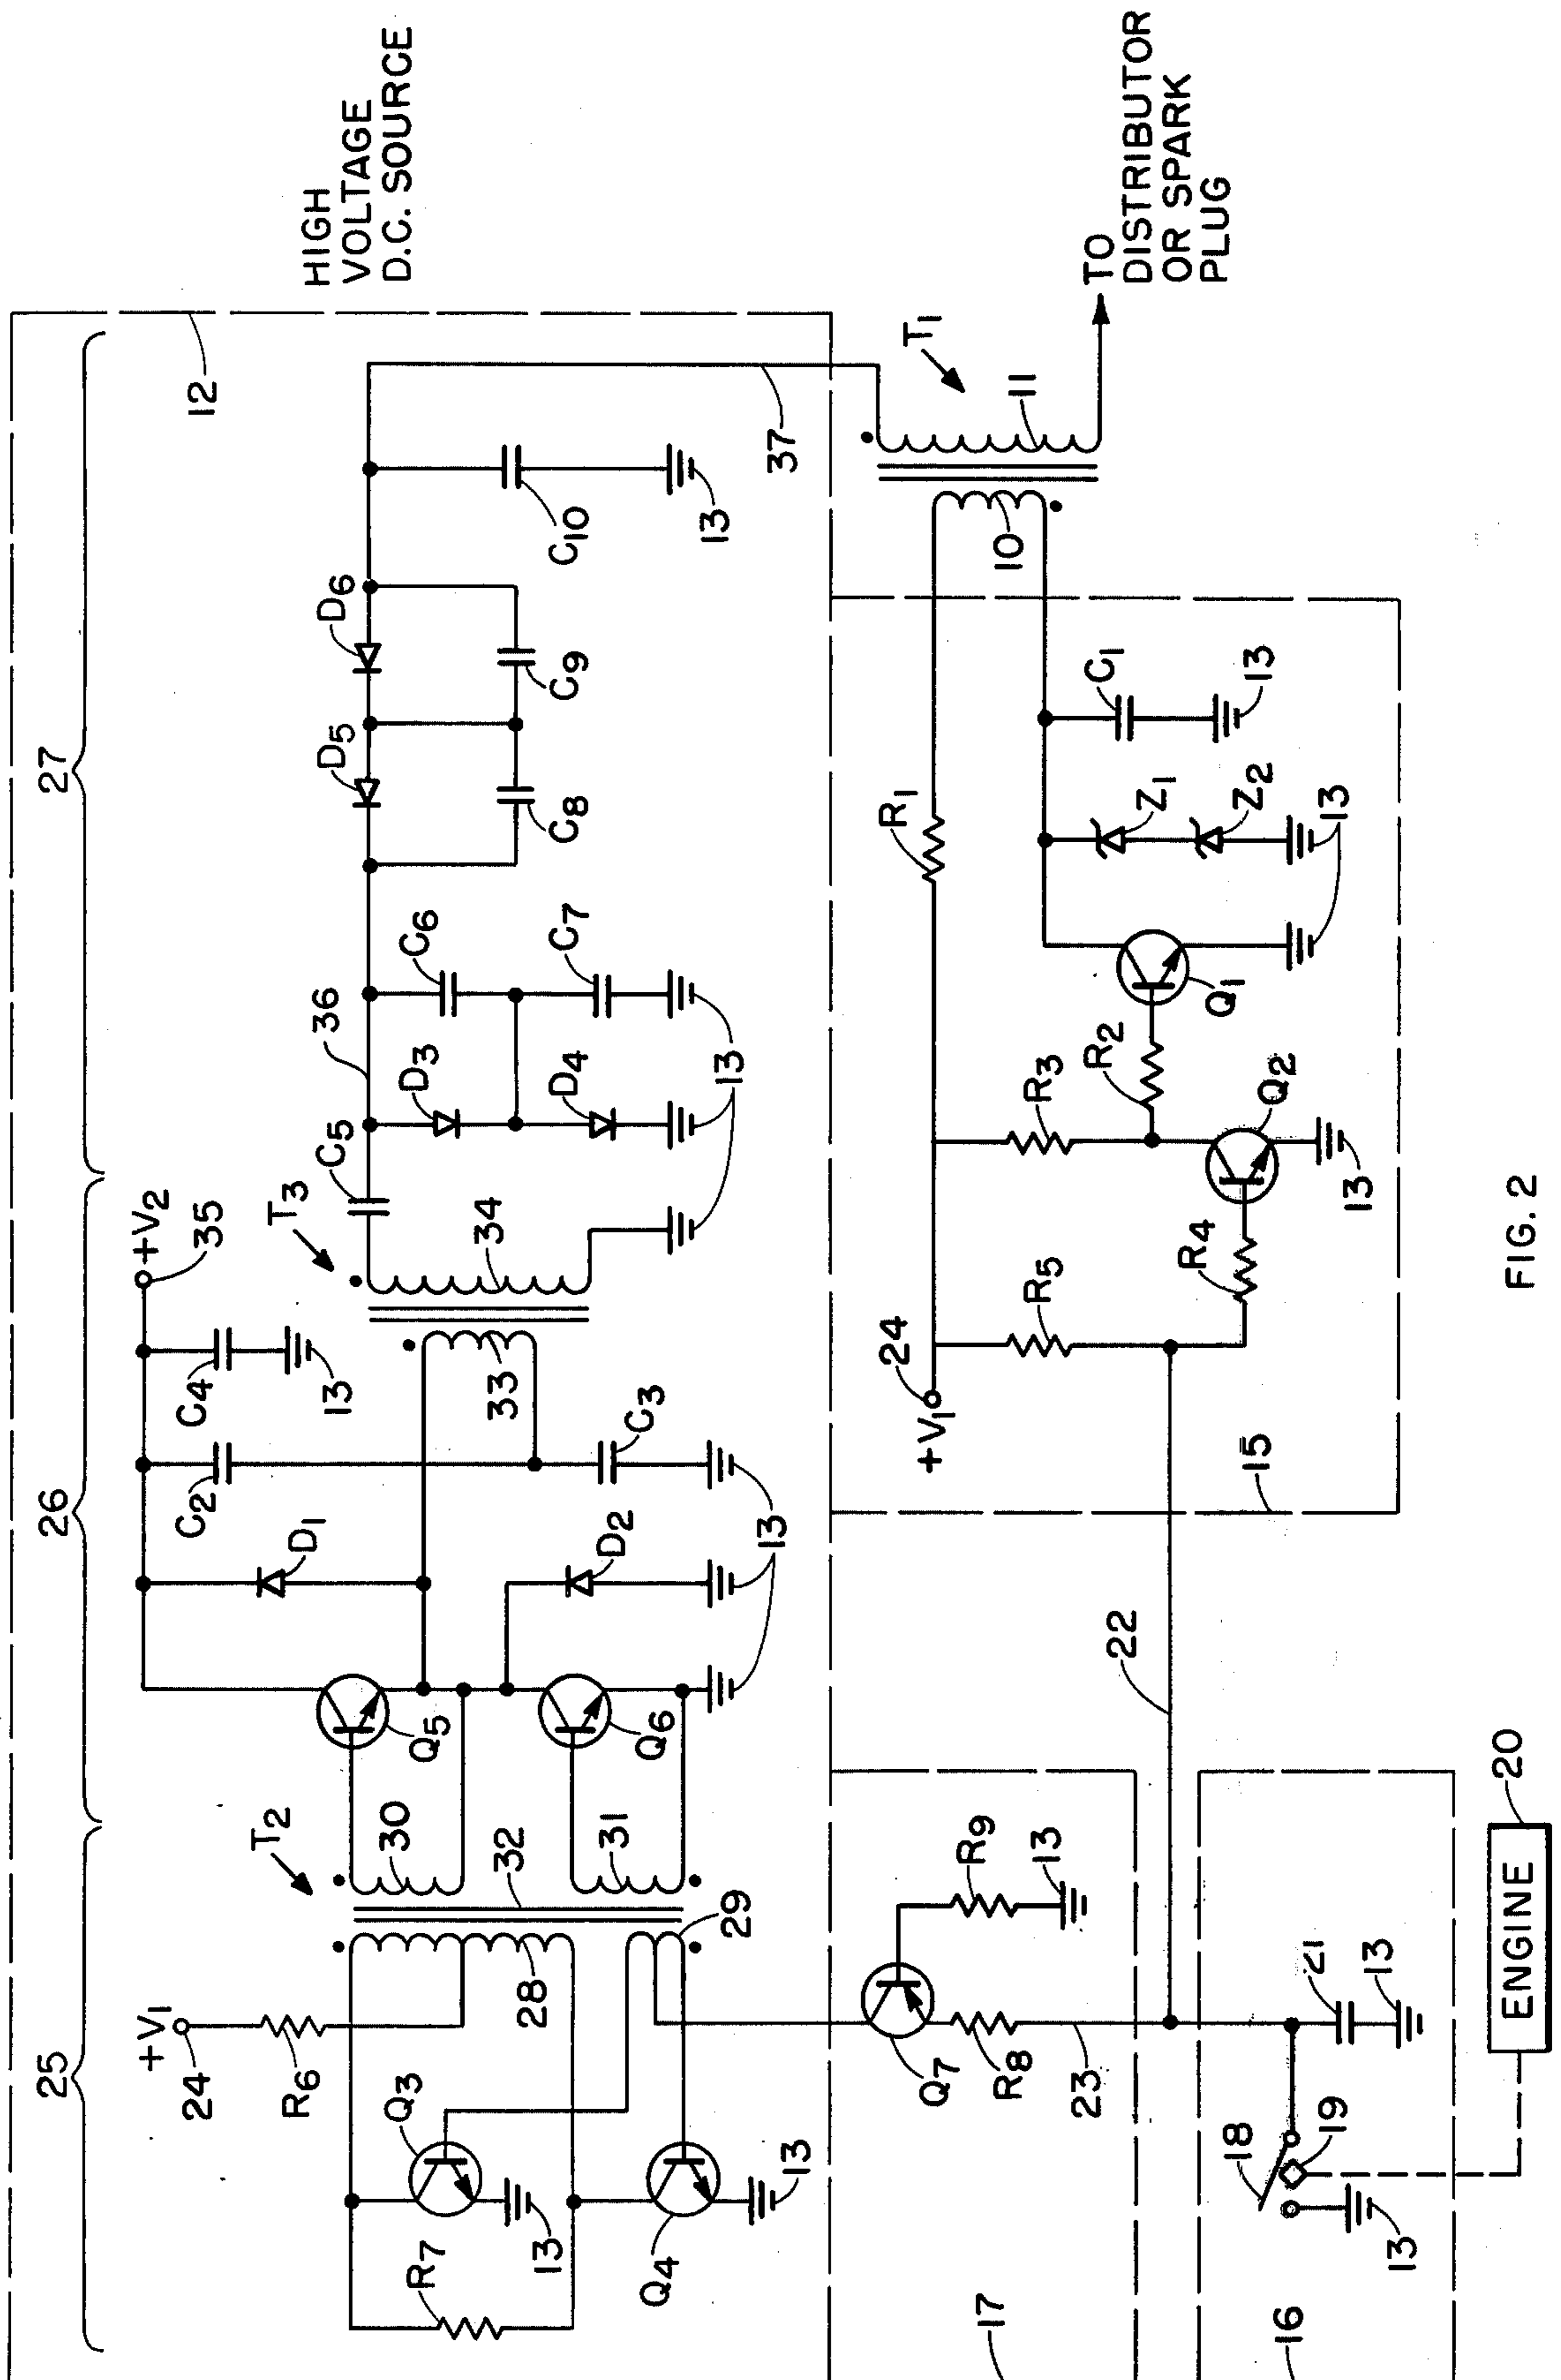 27
26
25
12
HIGH
VOLTAGE
D.C. SOURCE
+V1
24
R6
R7
Q3
13
Q4
13
28
29
T2
32
30
31
Q5
Q6
D1
D2
13
C2
C4
13
+V2
35
C3
33
T3
34
C5
36
D3
D4
C6
C7
13
D5
D6
C8
C9
C10
13
37
T1
10
11
TO
DISTRIBUTOR
OR SPARK
PLUG
+V1
24
R1
R5
R3
R4
R2
Q2
13
Q1
Z1
Z2
13
C1
13
15
22
17
Q7
R8
R9
13
23
16
18
19
13
21
13
20
ENGINE
FIG. 2